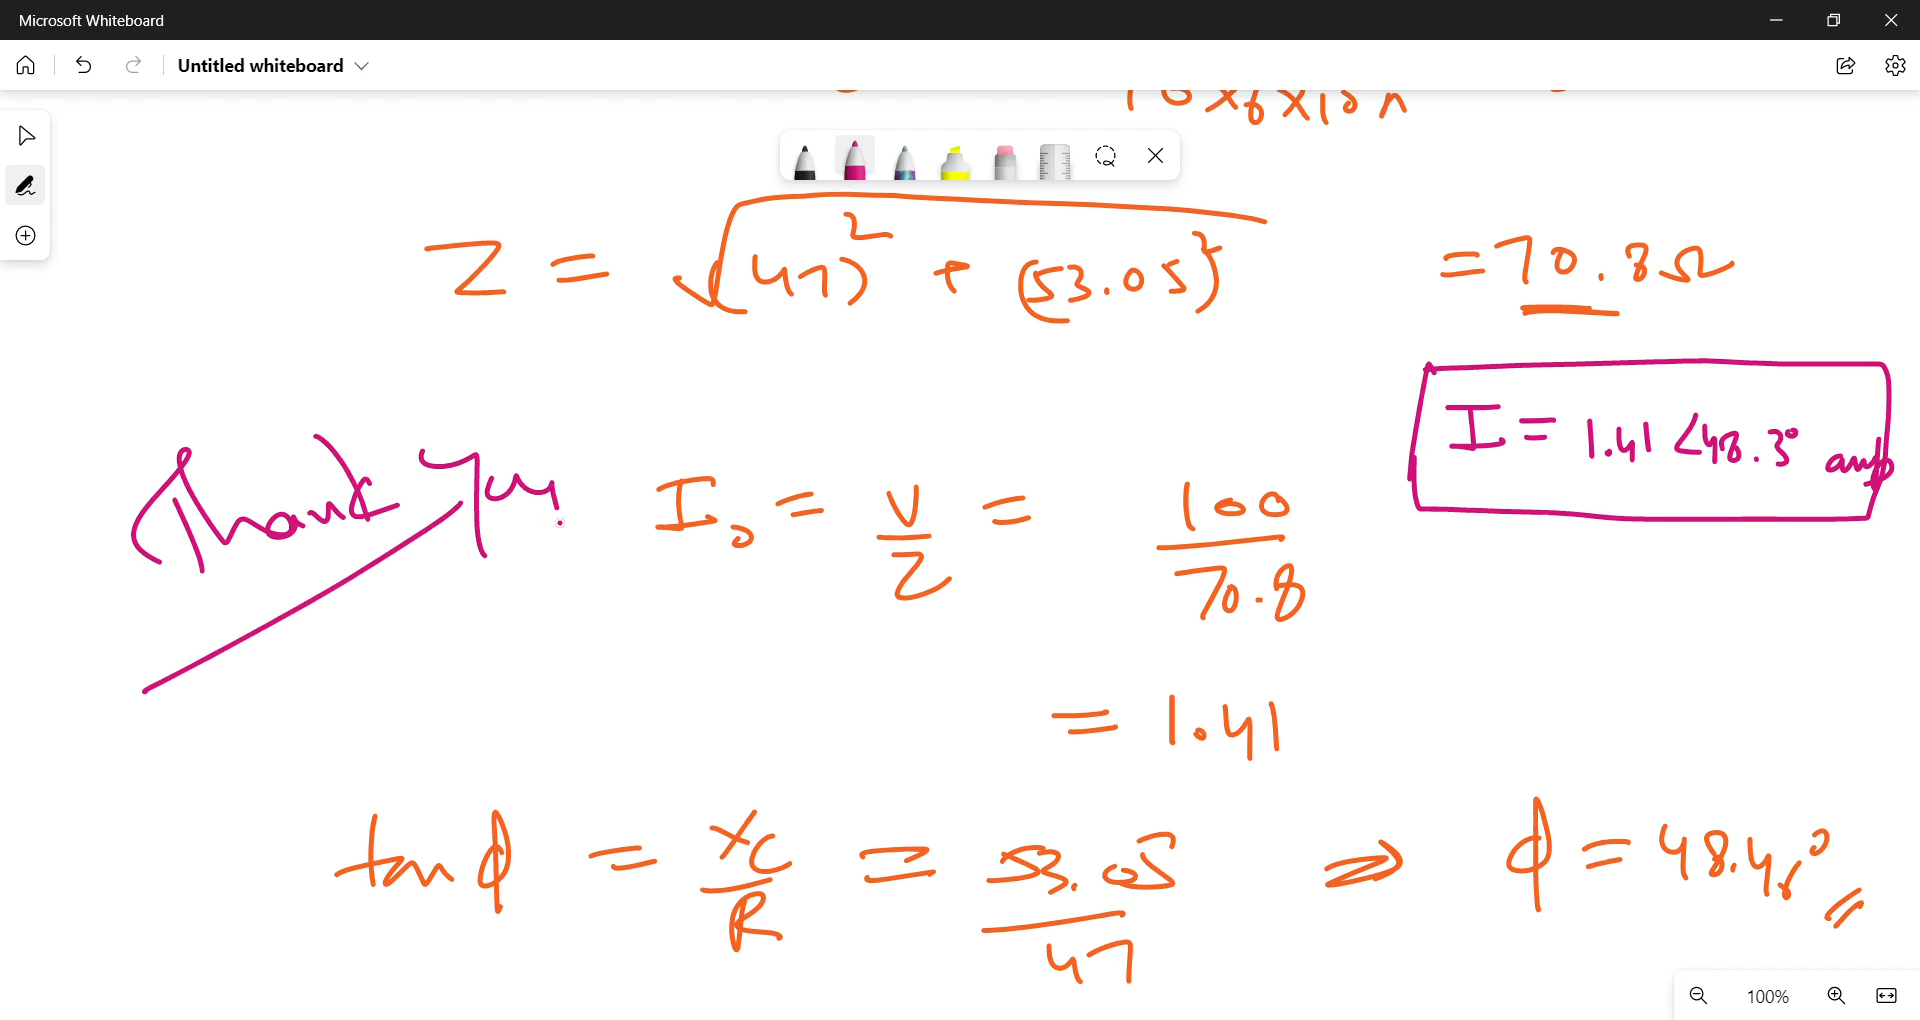 Microsoft Whiteboard
Untitled whiteboard
Z = √(47)² + (53.05)² = 70.8Ω
I = 1.41 ∠48.3° amp
Thank You
I₀ = V/Z = 100/70.8
= 1.41
tan φ = Xc/R = 53.05/47 ⇒ φ = 48.4°
100%